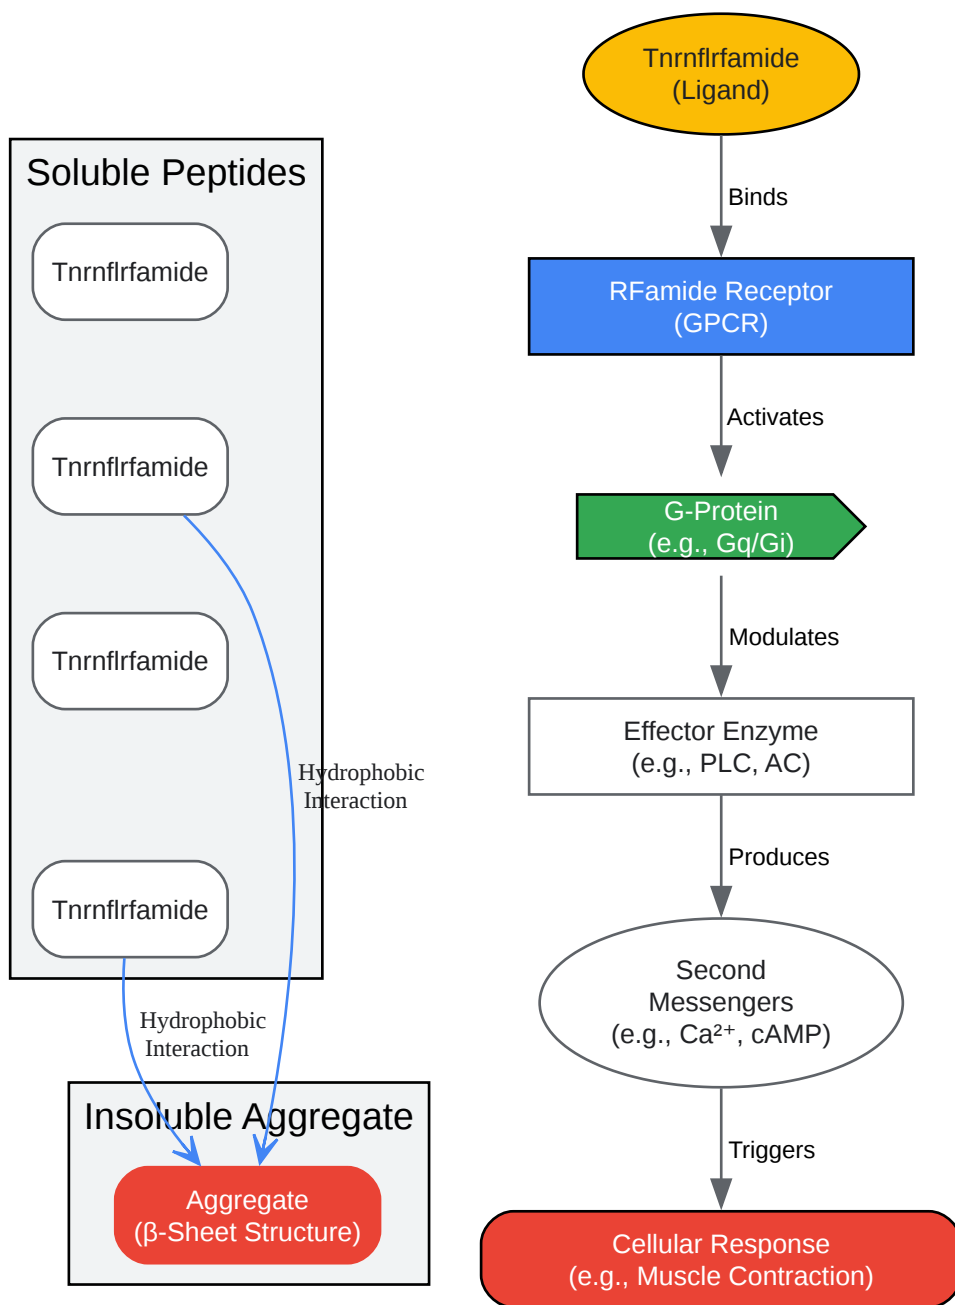 Soluble Peptides
Tnrnflrfamide
Tnrnflrfamide
Tnrnflrfamide
Tnrnflrfamide
Hydrophobic
Interaction
Hydrophobic
Interaction
Insoluble Aggregate
Aggregate
(β-Sheet Structure)
Tnrnflrfamide
(Ligand)
Binds
RFamide Receptor
(GPCR)
Activates
G-Protein
(e.g., Gq/Gi)
Modulates
Effector Enzyme
(e.g., PLC, AC)
Produces
Second
Messengers
(e.g., Ca²⁺, cAMP)
Triggers
Cellular Response
(e.g., Muscle Contraction)